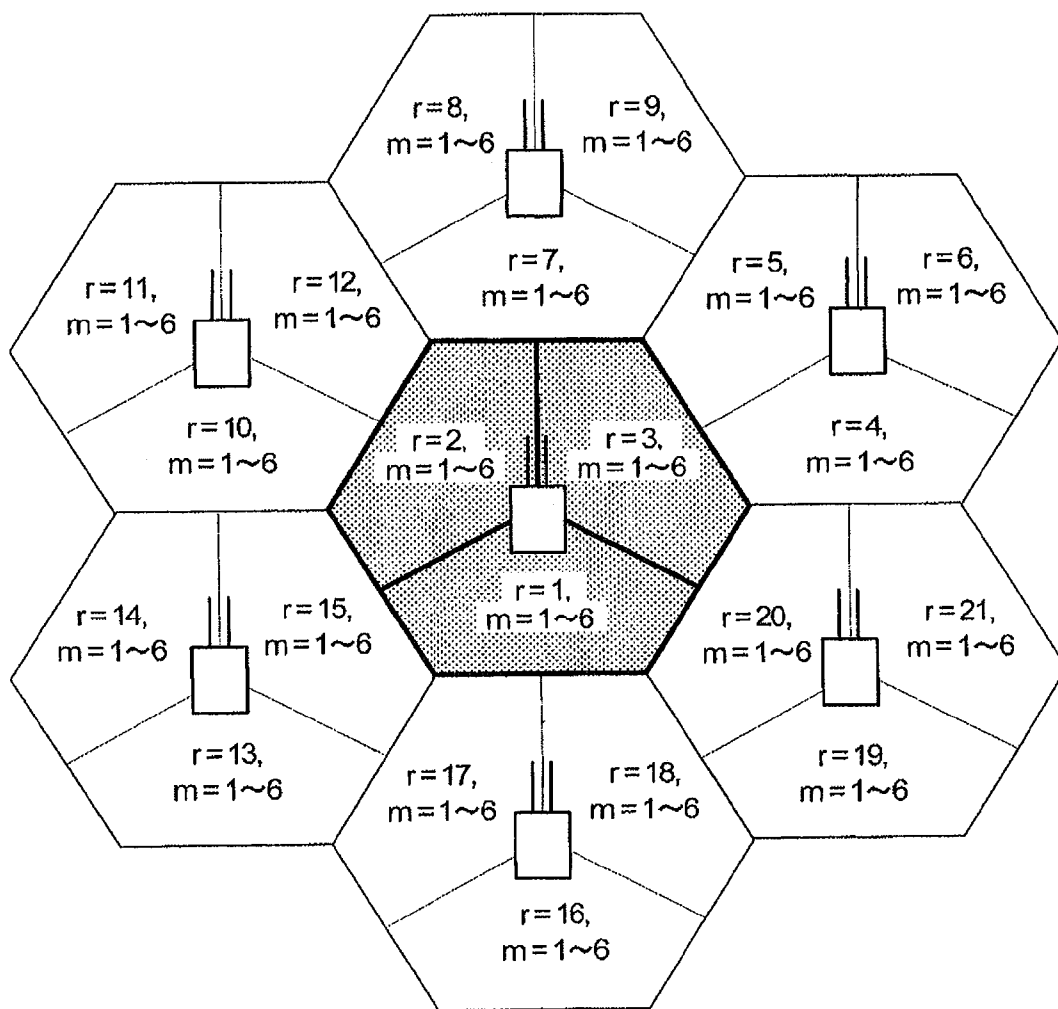 r=8,
m=1~6
r=9,
m=1~6
r=7,
m=1~6
r=11,
m=1~6
r=12,
m=1~6
r=10,
m=1~6
r=5,
m=1~6
r=6,
m=1~6
r=4,
m=1~6
r=2,
m=1~6
r=3,
m=1~6
r=1,
m=1~6
r=14,
m=1~6
r=15,
m=1~6
r=13,
m=1~6
r=20,
m=1~6
r=21,
m=1~6
r=19,
m=1~6
r=17,
m=1~6
r=18,
m=1~6
r=16,
m=1~6